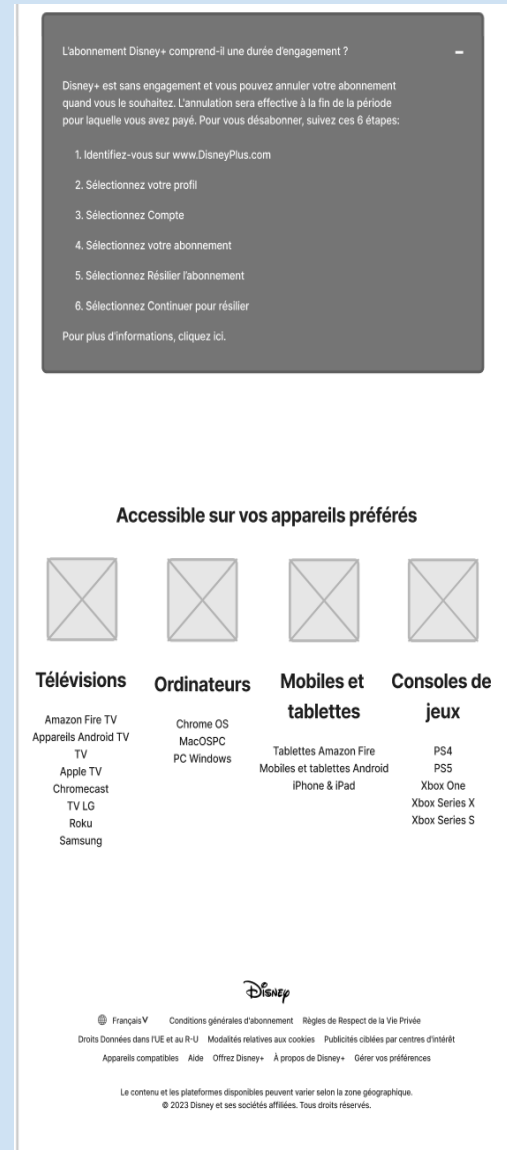 L'abonnement Disney+ comprend-il une durée d'engagement ?
Disney+ est sans engagement et vous pouvez annuler votre abonnement
quand vous le souhaitez. L'annulation sera effective à la fin de la période
pour laquelle vous avez payé. Pour vous désabonner, suivez ces 6 étapes:
1. Identifiez-vous sur www.DisneyPlus.com
2. Sélectionnez votre profil
3. Sélectionnez Compte
4. Sélectionnez votre abonnement
5. Sélectionnez Résilier l'abonnement
6. Sélectionnez Continuer pour résilier
Pour plus d'informations, cliquez ici.
Accessible sur vos appareils préférés
Télévisions
Amazon Fire TV
Appareils Android TV
TV
Apple TV
Chromecast
TV LG
Roku
Samsung
Ordinateurs
Chrome OS
MacOSPC
PC Windows
Mobiles et
tablettes
Tablettes Amazon Fire
Mobiles et tablettes Android
iPhone & iPad
Consoles de
jeux
PS4
PS5
Xbox One
Xbox Series X
Xbox Series S
Disney
Français Conditions générales d'abonnement Règles de Respect de la Vie Privée
Droits Données dans l'UE et au R-U Modalités relatives aux cookies Publicités ciblées par centres d'intérêt
Appareils compatibles Aide Offrez Disney+ À propos de Disney+ Gérer vos préférences
Le contenu et les plateformes disponibles peuvent varier selon la zone géographique.
© 2023 Disney et ses sociétés affiliées. Tous droits réservés.